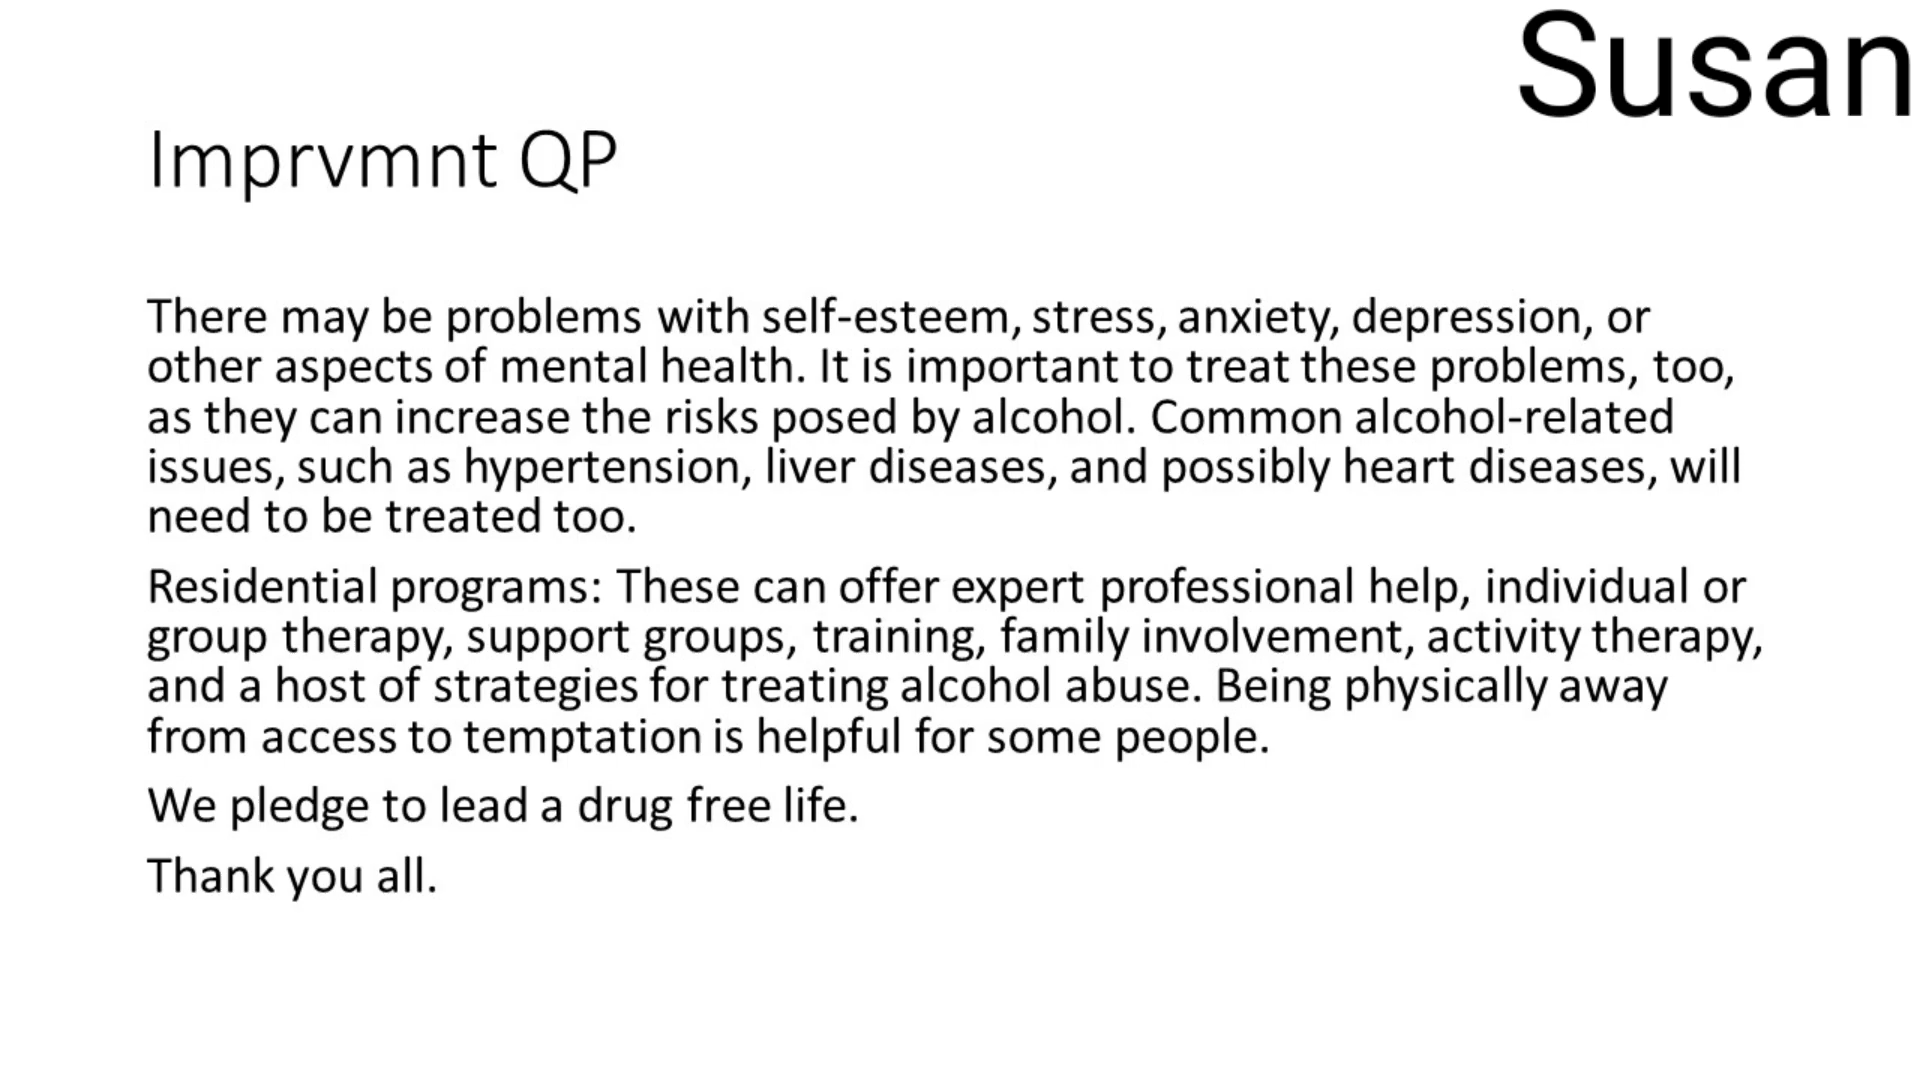 Susan
Imprvmnt QP
There may be problems with self-esteem, stress, anxiety, depression, or
other aspects of mental health. It is important to treat these problems, too,
as they can increase the risks posed by alcohol. Common alcohol-related
issues, such as hypertension, liver diseases, and possibly heart diseases, will
need to be treated too.
Residential programs: These can offer expert professional help, individual or
group therapy, support groups, training, family involvement, activity therapy,
and a host of strategies for treating alcohol abuse. Being physically away
from access to temptation is helpful for some people.
We pledge to lead a drug free life.
Thank you all.